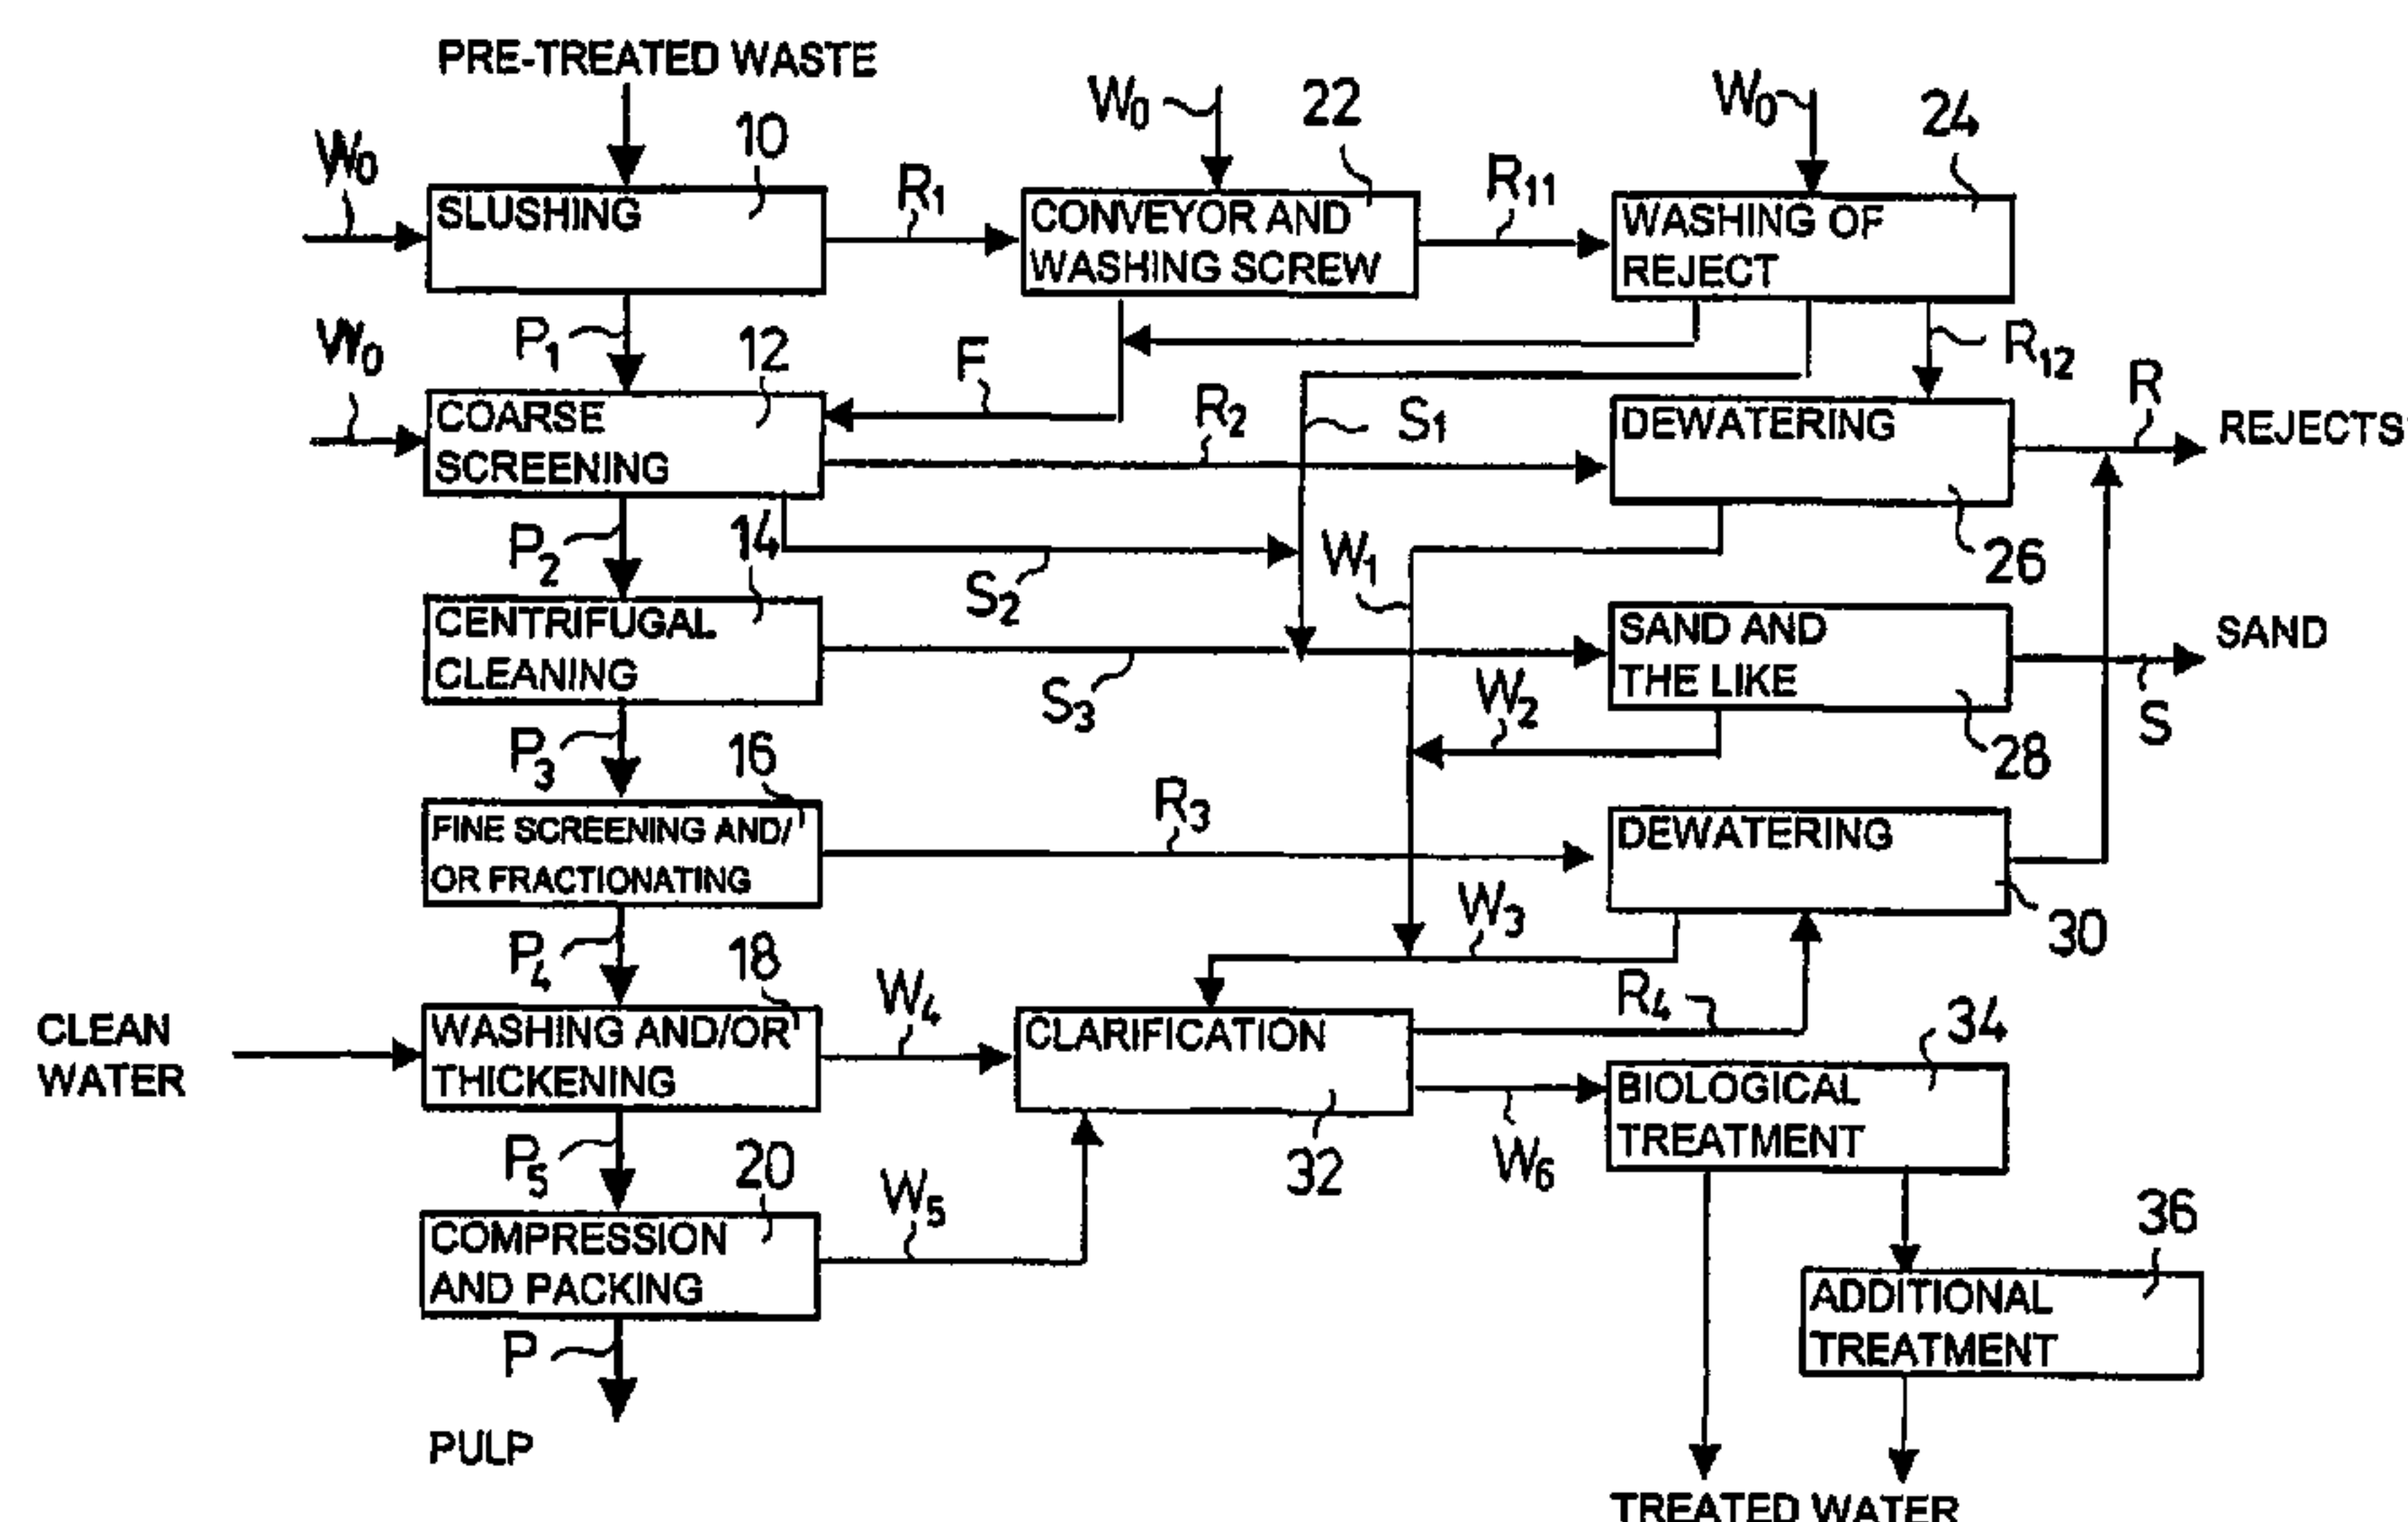 PRE-TREATED WASTE
W0
10
SLUSHING
R1
W0
22
CONVEYOR AND
WASHING SCREW
R11
W0
24
WASHING OF
REJECT
P1
W0
12
COARSE
SCREENING
F
R2
S1
R12
DEWATERING
26
R
REJECTS
P2
14
S2
W1
CENTRIFUGAL
CLEANING
S3
SAND AND
THE LIKE
28
SAND
S
W2
P3
16
FINE SCREENING AND/
OR FRACTIONATING
R3
DEWATERING
30
W3
P4
18
CLEAN
WATER
WASHING AND/OR
THICKENING
W4
CLARIFICATION
32
R4
34
BIOLOGICAL
TREATMENT
W6
P5
20
COMPRESSION
AND PACKING
W5
36
ADDITIONAL
TREATMENT
P
PULP
TREATED WATER